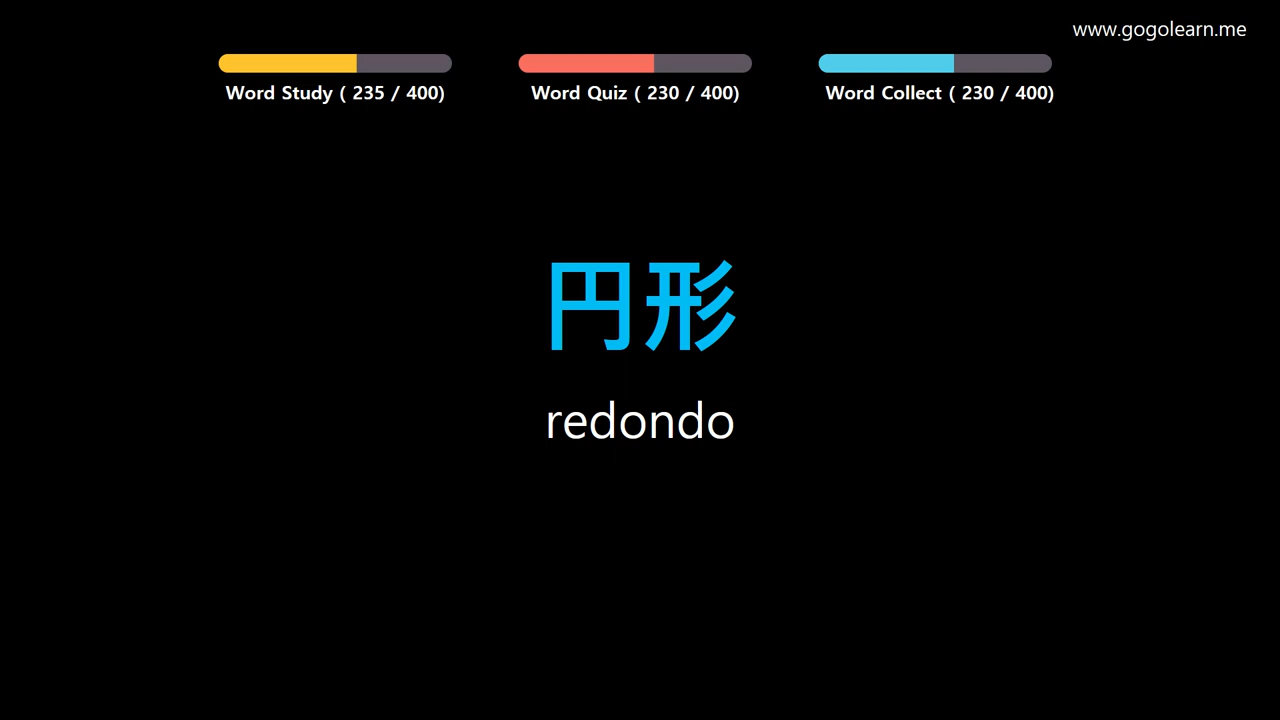 www.gogolearn.me
Word Study ( 235 / 400)
Word Quiz ( 230 / 400)
Word Collect ( 230 / 400)
円形
redondo